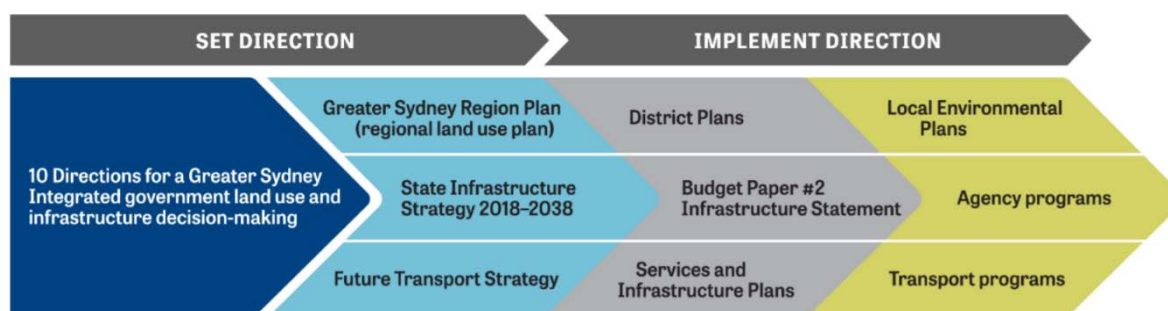 SET DIRECTION
IMPLEMENT DIRECTION
10 Directions for a Greater Sydney
Integrated government land use and
infrastructure decision-making
Greater Sydney Region Plan
(regional land use plan)
District Plans
Local Environmental
Plans
State Infrastructure
Strategy 2018–2038
Budget Paper #2
Infrastructure Statement
Agency programs
Future Transport Strategy
Services and
Infrastructure Plans
Transport programs